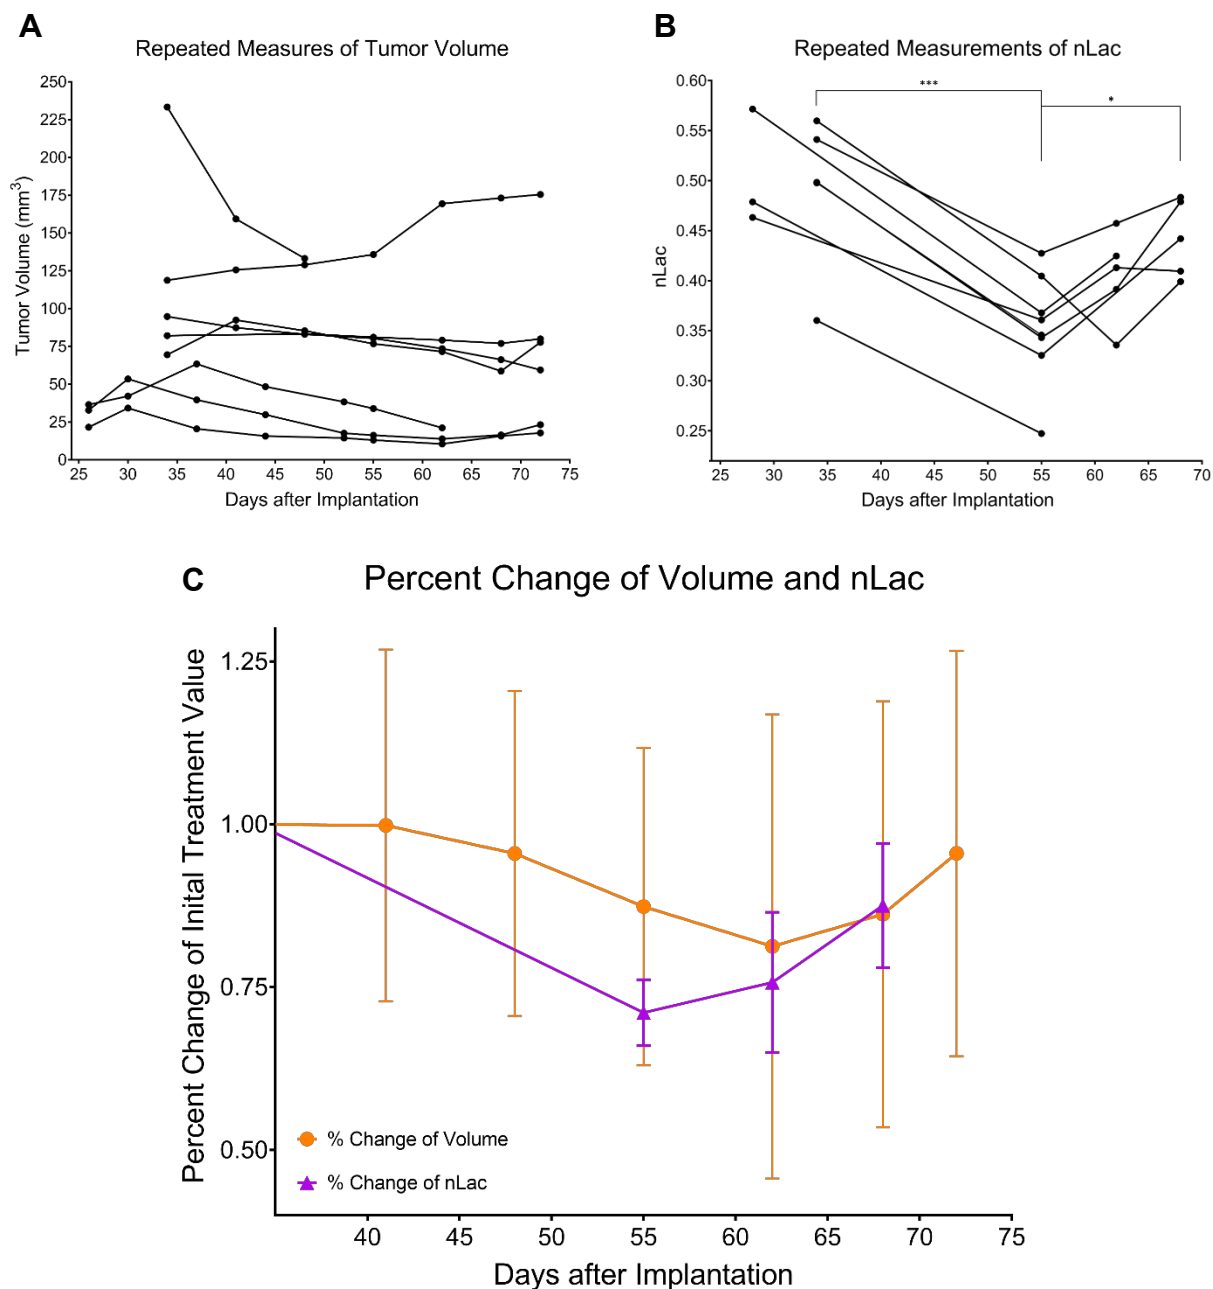 A
Repeated Measures of Tumor Volume
250
225
200
175
150
125
100
75
50
25
0
Tumor Volume (mm³)
25 30 35 40 45 50 55 60 65 70 75
Days after Implantation
B
Repeated Measurements of nLac
***
*
0.60
0.55
0.50
0.45
0.40
0.35
0.30
0.25
nLac
25 30 35 40 45 50 55 60 65 70
Days after Implantation
C
Percent Change of Volume and nLac
1.25
1.00
0.75
0.50
Percent Change of Inital Treatment Value
% Change of Volume
% Change of nLac
40 45 50 55 60 65 70 75
Days after Implantation